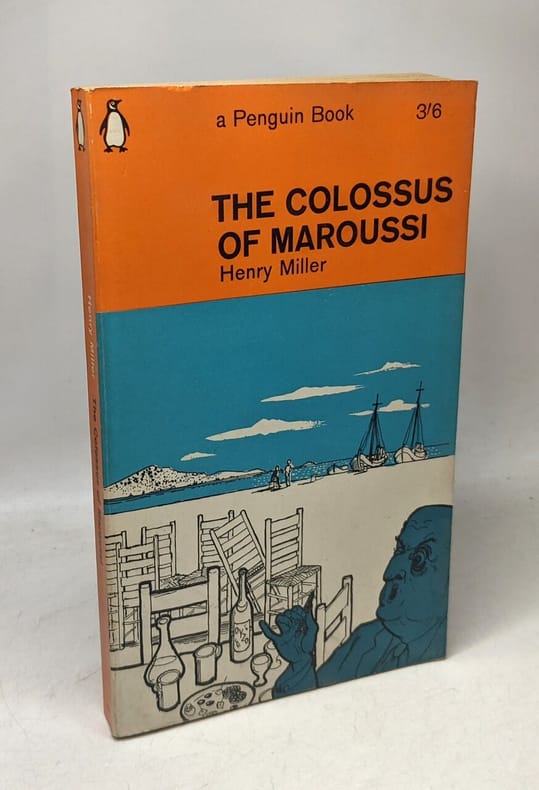 a Penguin Book 3/6
THE COLOSSUS
OF MAROUSSI
Henry Miller
Henry Miller The Colossus of Maroussi